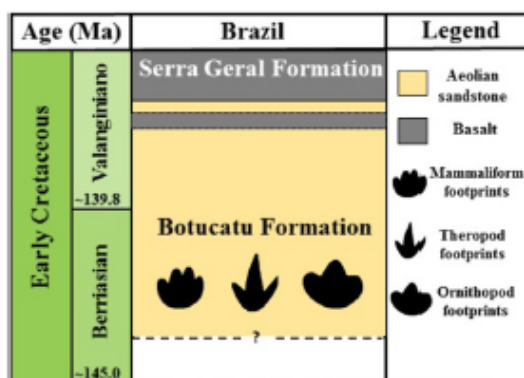 Age (Ma)
Brazil
Legend
Early Cretaceous
Valanginiano
~139.8
Berriasian
~145.0
Serra Geral Formation
Botucatu Formation
?
Aeolian
sandstone
Basalt
Mammaliform
footprints
Theropod
footprints
Ornithopod
footprints